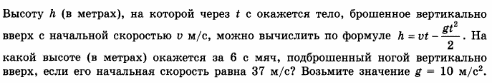 Высоту h (в метрах), на которой через t с окажется тело, брошенное вертикально
вверх с начальной скоростью v м/с, можно вычислить по формуле h = vt − gt²/2. На
какой высоте (в метрах) окажется за 6 с мяч, подброшенный ногой вертикально
вверх, если его начальная скорость равна 37 м/с? Возьмите значение g = 10 м/с².